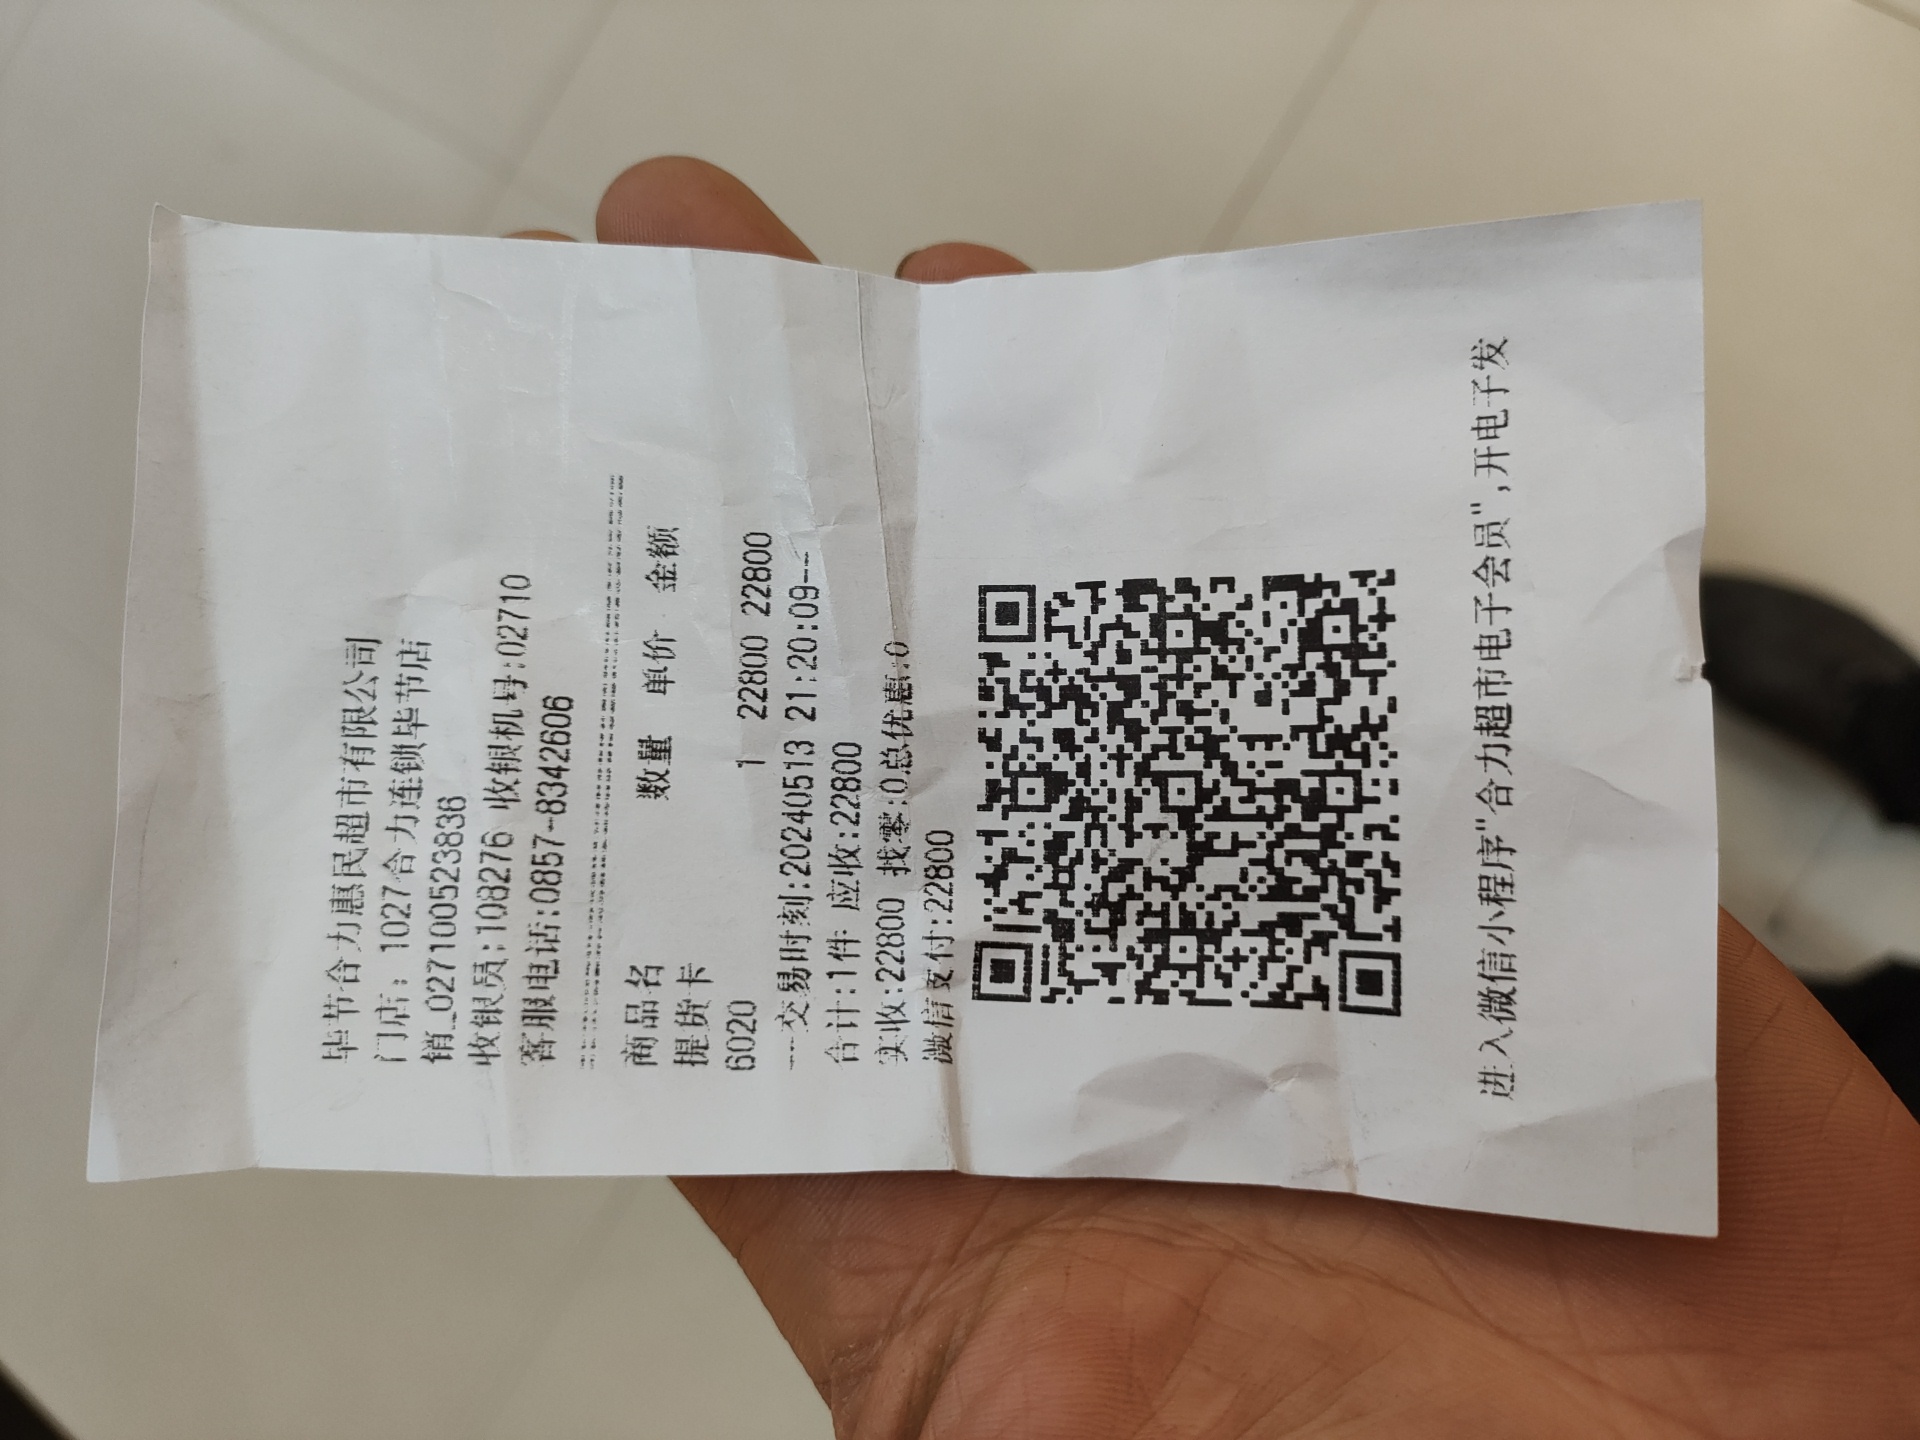 毕节合力惠民超市有限公司
门店：1027合力连锁毕节店
销_0271005238836
收银员:108276 收银机号:02710
客服电话:0857-8342606
商品名 数量 单价 金额
提货卡
6020 1 22800 22800
---交易时刻:20240513 21:20:09---
合计:1件 应收:22800
实收:22800 找零:0总优惠:0
微信支付:22800
进入微信小程序"合力超市电子会员",开电子发